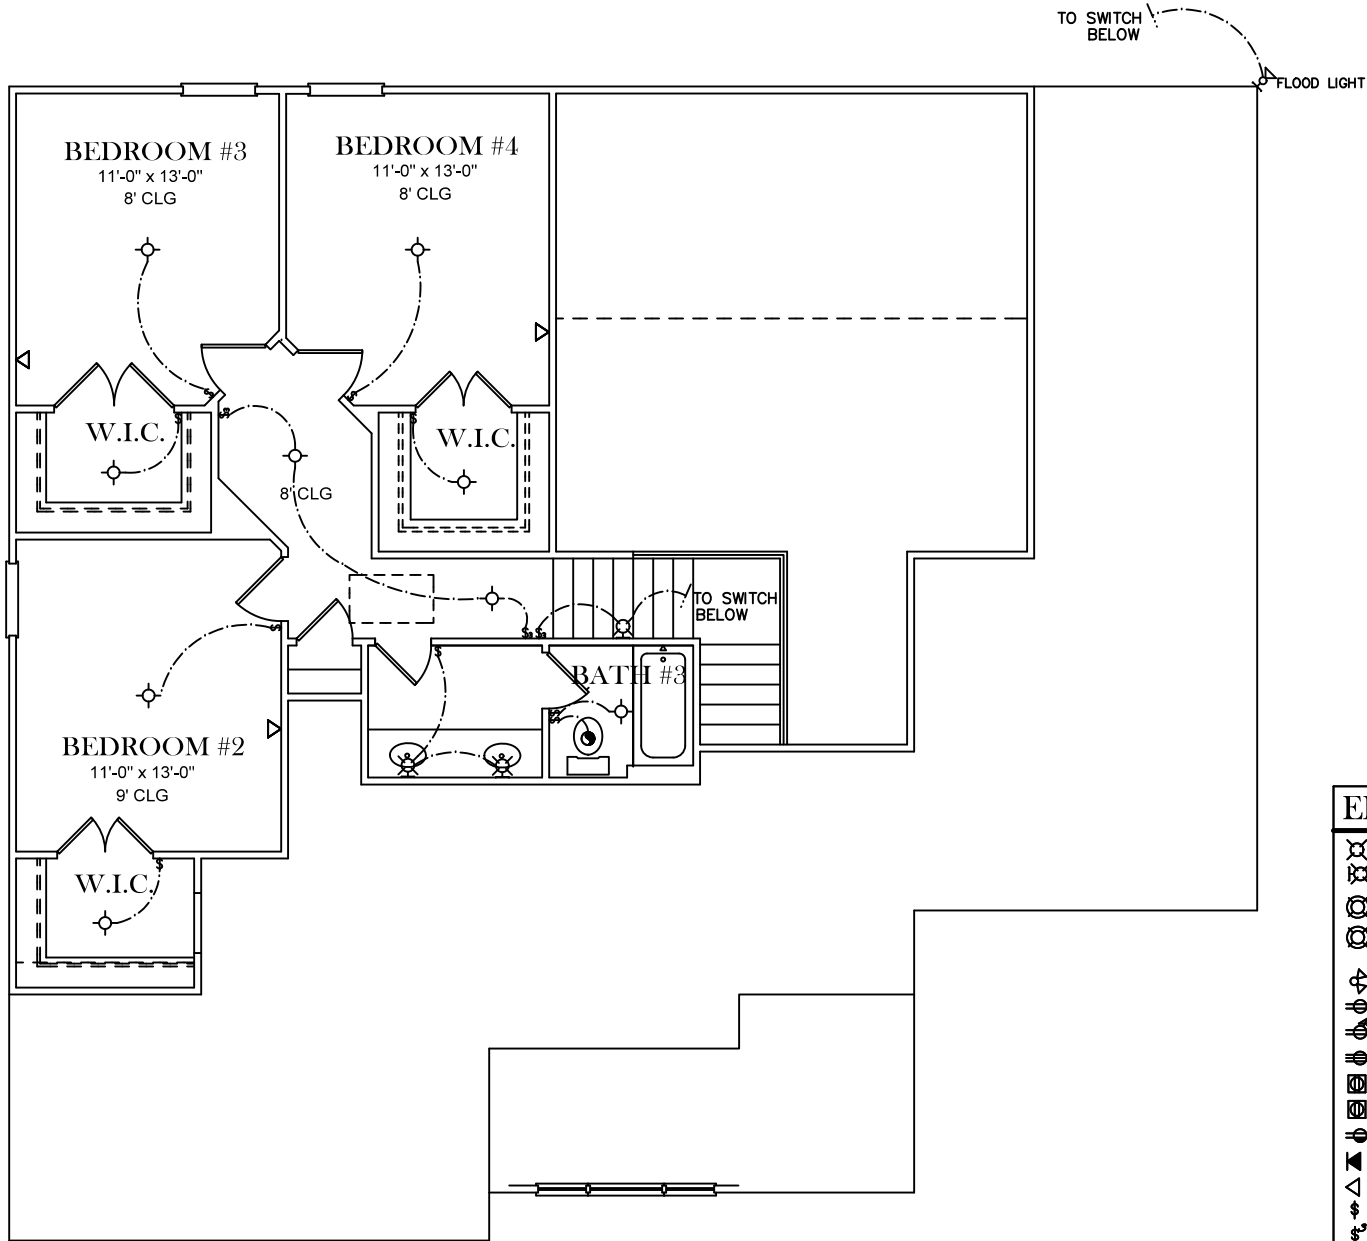 TO SWITCH
BELOW
FLOOD LIGHT
BEDROOM #3
11'-0" x 13'-0"
8' CLG
BEDROOM #4
11'-0" x 13'-0"
8' CLG
W.I.C.
W.I.C.
8' CLG
TO SWITCH
BELOW
BATH #3
BEDROOM #2
11'-0" x 13'-0"
9' CLG
W.I.C.